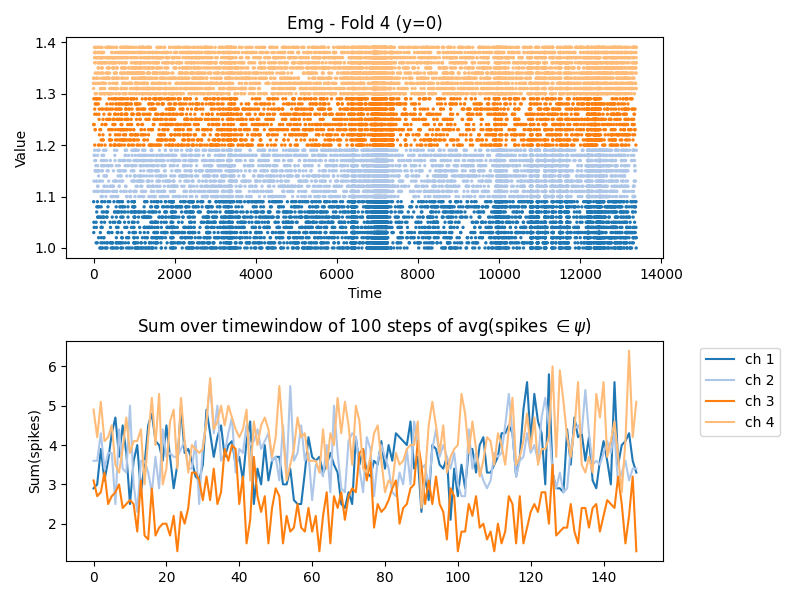 Emg - Fold 4 (y=0)
1.4
1.3
1.2
1.1
1.0
Value
0 2000 4000 6000 8000 10000 12000 14000
Time
Sum over timewindow of 100 steps of avg(spikes ∈ ψ)
6
5
4
3
2
Sum(spikes)
0 20 40 60 80 100 120 140
ch 1
ch 2
ch 3
ch 4